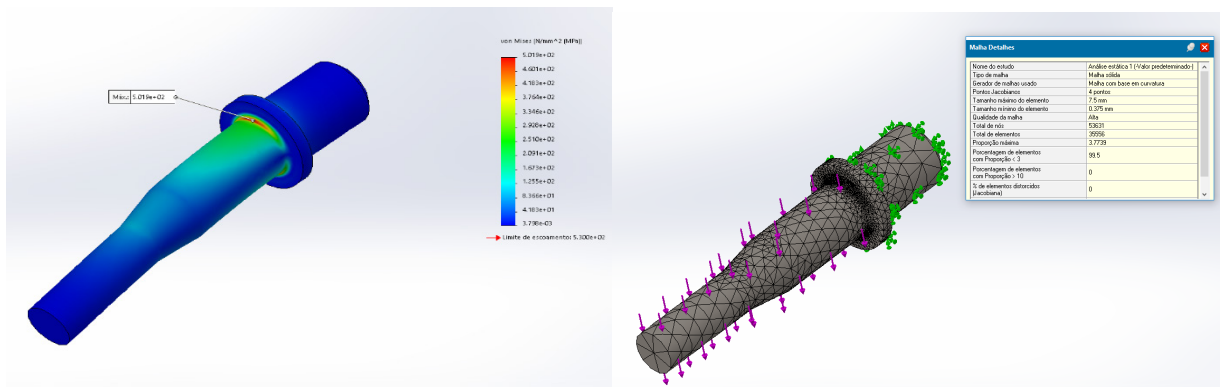 von Mises (N/mm^2 (MPa))
5.019e+02
4.601e+02
4.183e+02
3.764e+02
3.346e+02
2.928e+02
2.510e+02
2.091e+02
1.673e+02
1.255e+02
8.366e+01
4.183e+01
3.798e-03
Limite de escoamento: 5.300e+02
Máx.: 5.019e+02
Malha Detalhes
Nome do estudo Análise estática 1 (-Valor predeterminado-)
Tipo de malha Malha sólida
Gerador de malhas usado Malha com base em curvatura
Pontos Jacobianos 4 pontos
Tamanho máximo do elemento 7.5 mm
Tamanho mínimo do elemento 0.375 mm
Qualidade da malha Alta
Total de nós 53631
Total de elementos 35556
Proporção máxima 3.7739
Porcentagem de elementos
com Proporção < 3 99.5
Porcentagem de elementos
com Proporção > 10 0
% de elementos distorcidos
(Jacobiana) 0